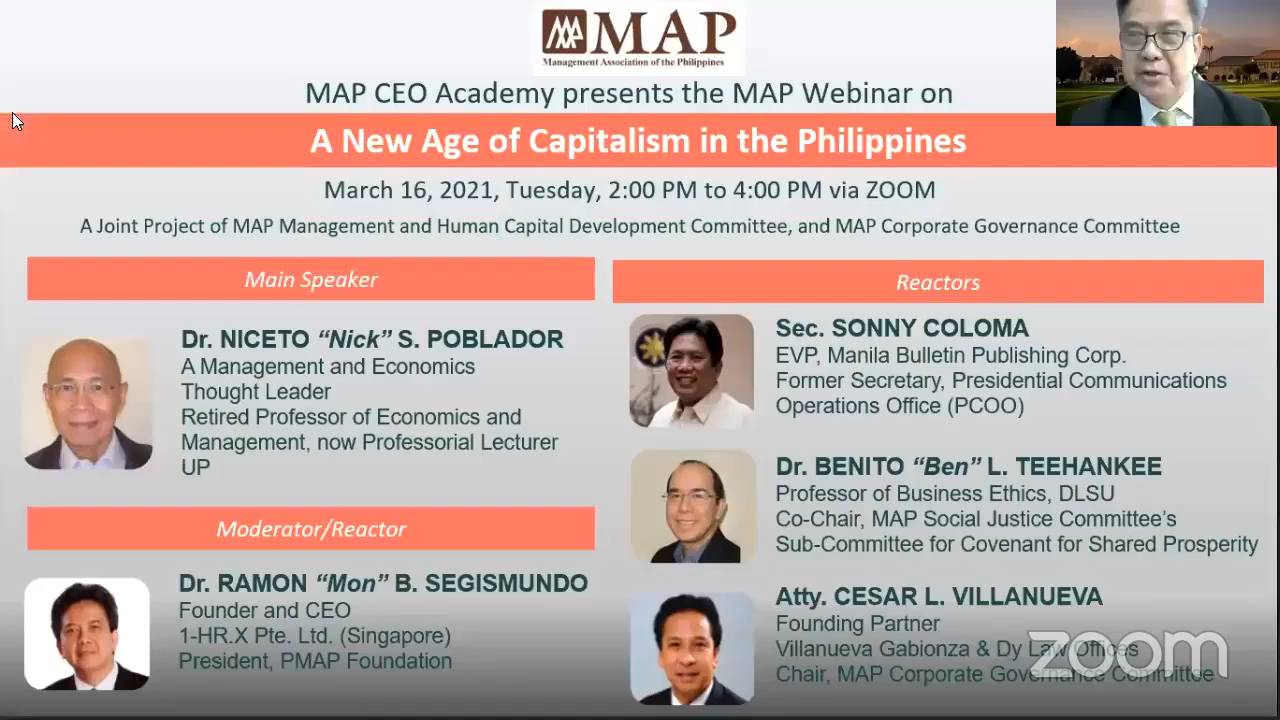 MAP
Management Association of the Philippines
MAP CEO Academy presents the MAP Webinar on
A New Age of Capitalism in the Philippines
March 16, 2021, Tuesday, 2:00 PM to 4:00 PM via ZOOM
A Joint Project of MAP Management and Human Capital Development Committee, and MAP Corporate Governance Committee
Main Speaker
Dr. NICETO “Nick” S. POBLADOR
A Management and Economics
Thought Leader
Retired Professor of Economics and
Management, now Professorial Lecturer
UP
Moderator/Reactor
Dr. RAMON “Mon” B. SEGISMUNDO
Founder and CEO
1-HR.X Pte. Ltd. (Singapore)
President, PMAP Foundation
Reactors
Sec. SONNY COLOMA
EVP, Manila Bulletin Publishing Corp.
Former Secretary, Presidential Communications
Operations Office (PCOO)
Dr. BENITO “Ben” L. TEEHANKEE
Professor of Business Ethics, DLSU
Co-Chair, MAP Social Justice Committee’s
Sub-Committee for Covenant for Shared Prosperity
Atty. CESAR L. VILLANUEVA
Founding Partner
Villanueva Gabionza & Dy Law Offices
Chair, MAP Corporate Governance Committee
zoom